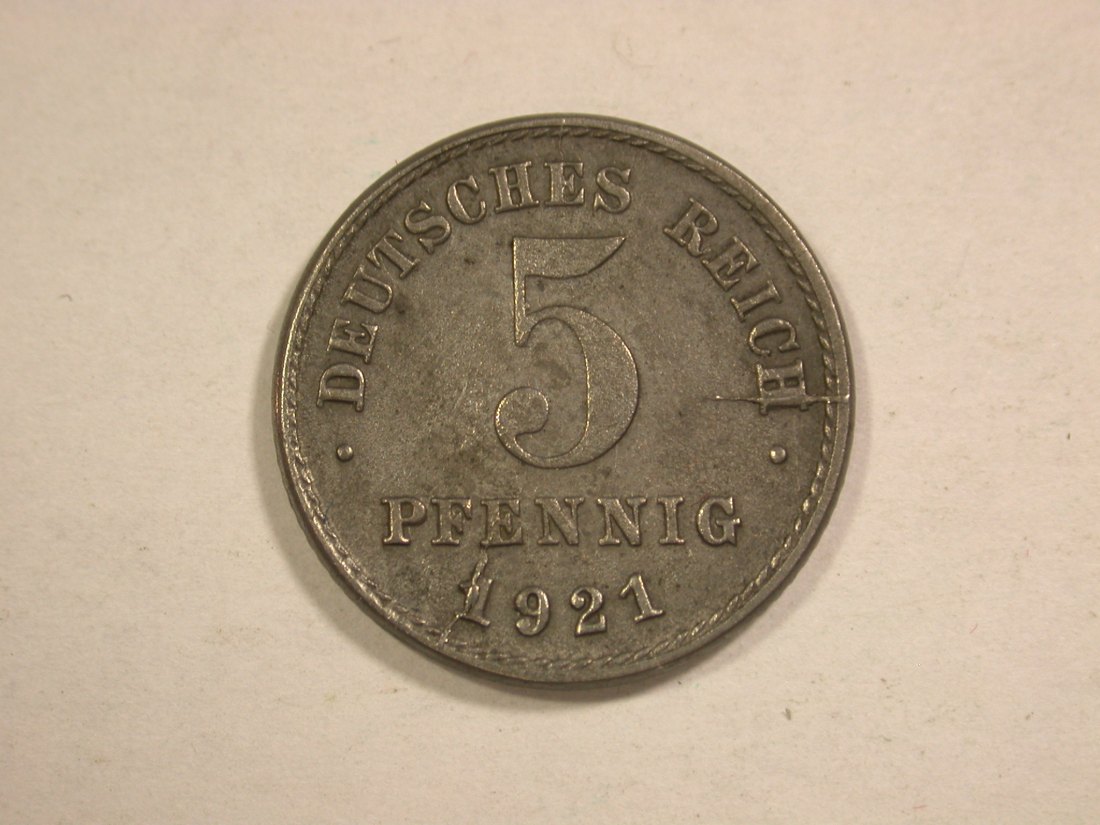 DEUTSCHES REICH
5
PFENNIG
1921